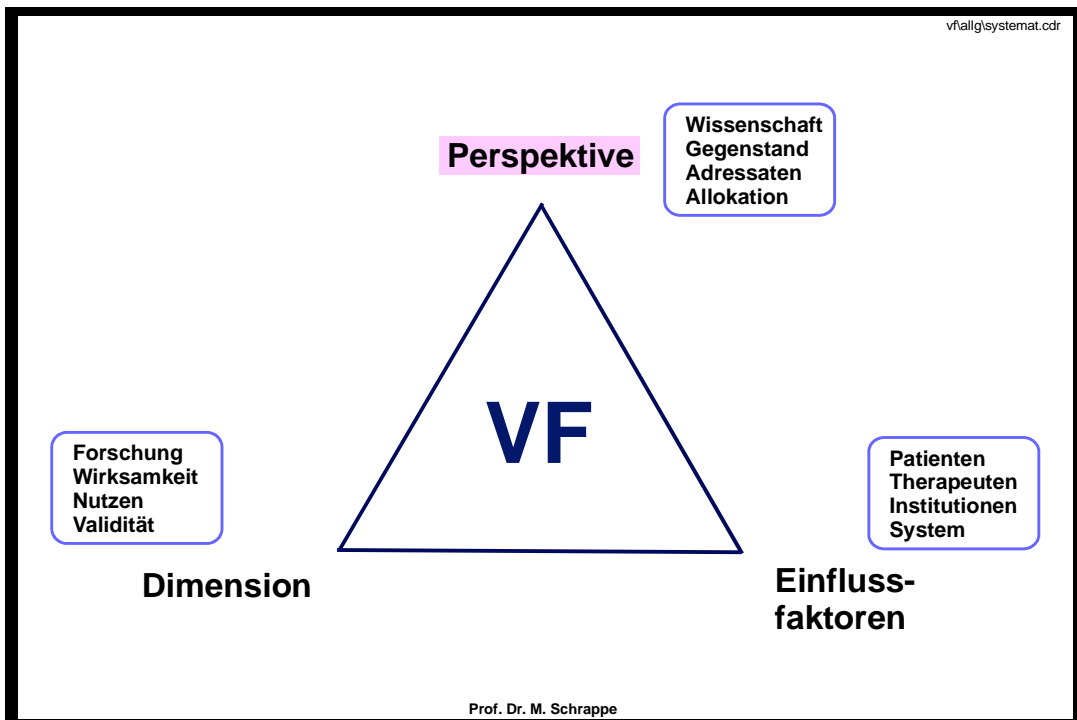 vf\allg\systemat.cdr
Perspektive
Wissenschaft
Gegenstand
Adressaten
Allokation
VF
Forschung
Wirksamkeit
Nutzen
Validität
Dimension
Patienten
Therapeuten
Institutionen
System
Einfluss-
faktoren
Prof. Dr. M. Schrappe